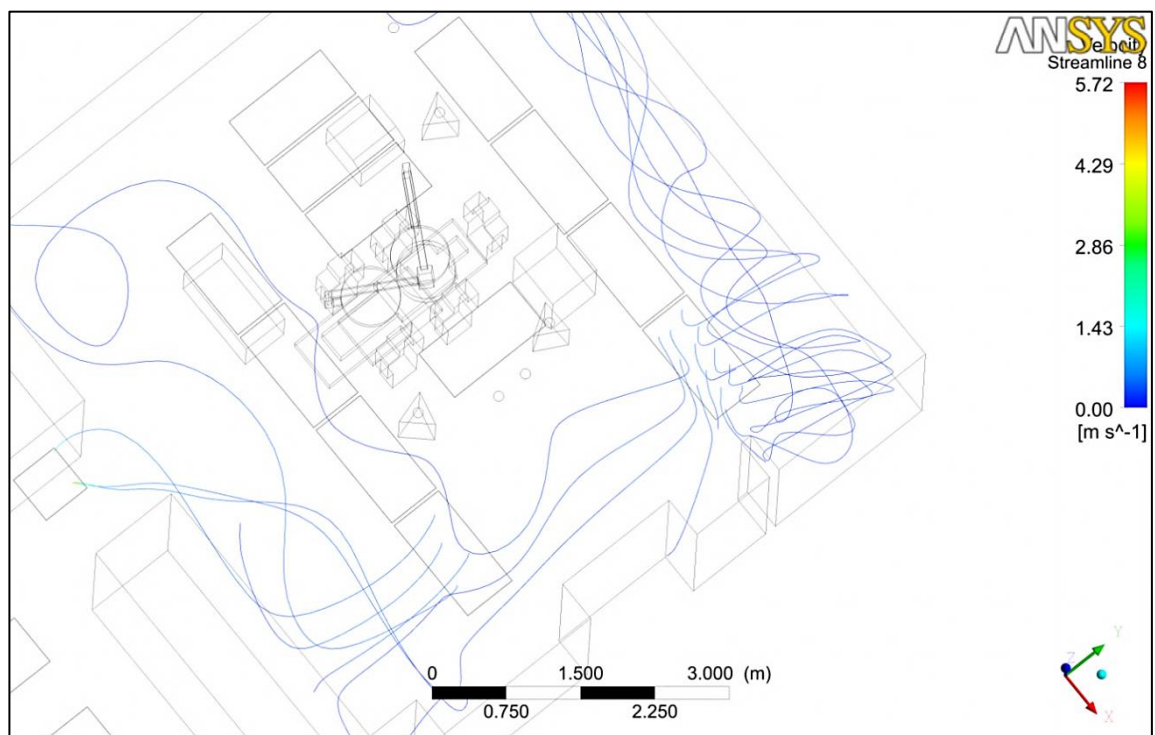 ANSYS
Velocity
Streamline 8
5.72
4.29
2.86
1.43
0.00
[m s^-1]
0 1.500 3.000 (m)
0.750 2.250
Z Y
X